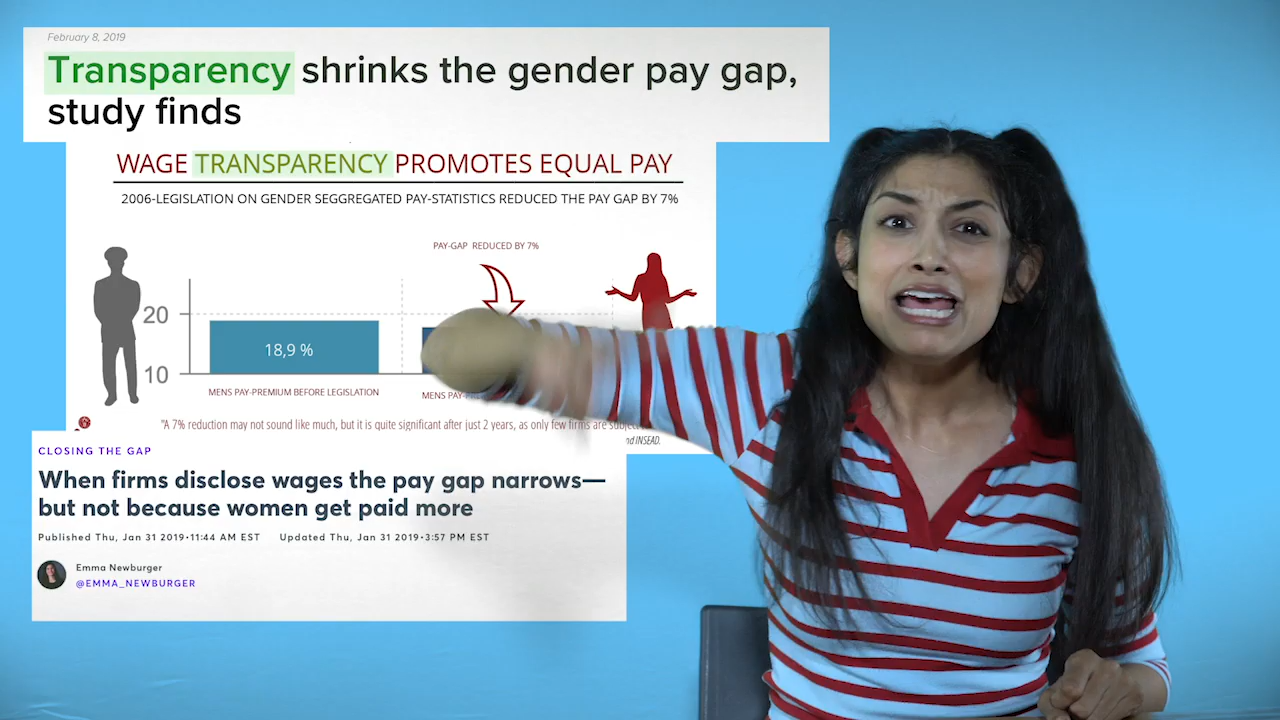 February 8, 2019
Transparency shrinks the gender pay gap,
study finds
WAGE TRANSPARENCY PROMOTES EQUAL PAY
2006-LEGISLATION ON GENDER SEGGREGATED PAY-STATISTICS REDUCED THE PAY GAP BY 7%
PAY-GAP REDUCED BY 7%
20
18,9 %
10
MENS PAY-PREMIUM BEFORE LEGISLATION
MENS
"A 7% reduction may not sound like much, but it is quite significant after just 2 years, as only few firms are
INSEAD.
CLOSING THE GAP
When firms disclose wages the pay gap narrows—
but not because women get paid more
Published Thu, Jan 31 2019•11:44 AM EST Updated Thu, Jan 31 2019•3:57 PM EST
Emma Newburger
@EMMA_NEWBURGER